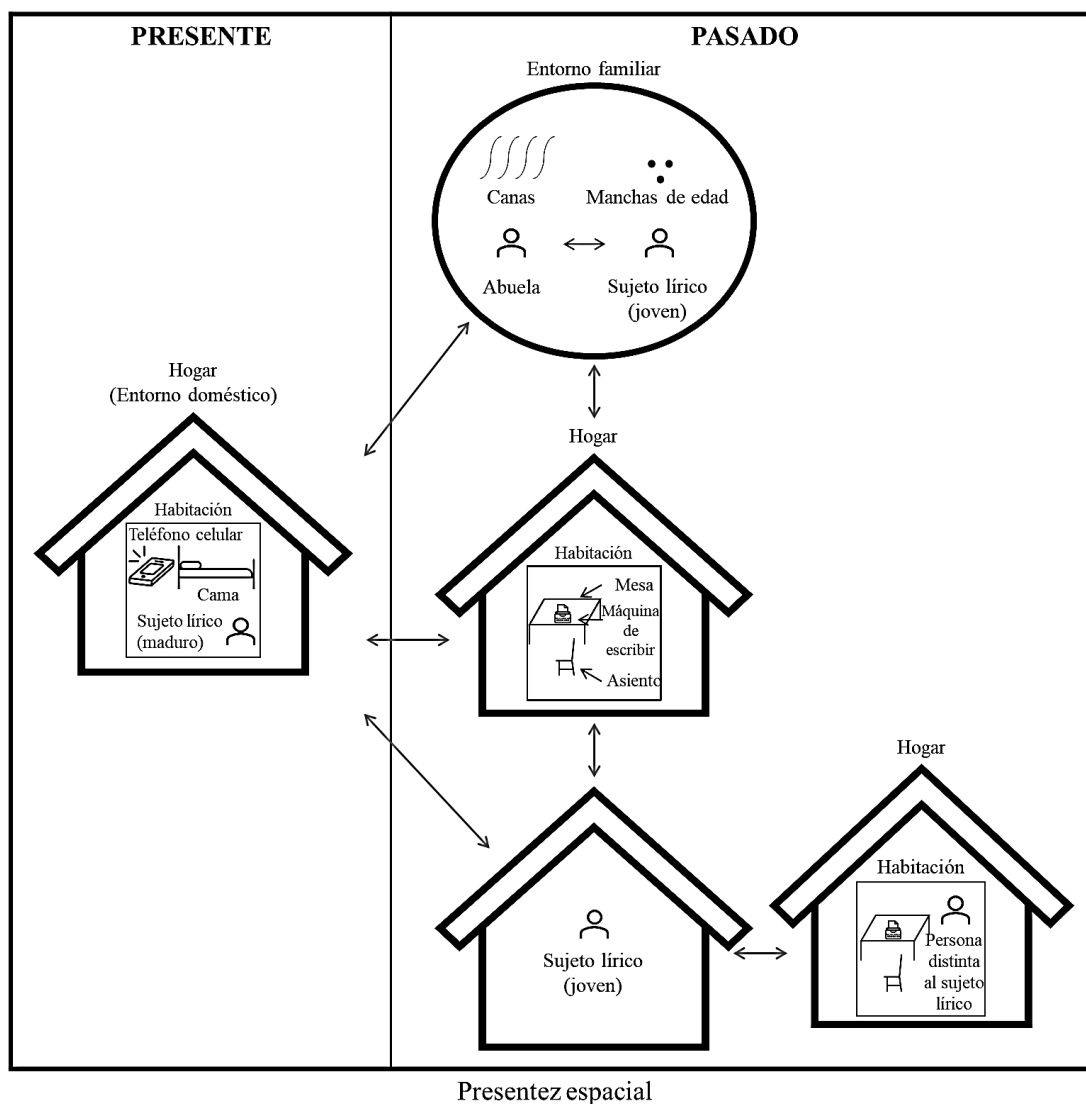 PRESENTE
PASADO
Entorno familiar
Canas
Manchas de edad
Abuela
Sujeto lírico
(joven)
Hogar
(Entorno doméstico)
Habitación
Teléfono celular
Cama
Sujeto lírico
(maduro)
Hogar
Habitación
Mesa
Máquina
de
escribir
Asiento
Sujeto lírico
(joven)
Hogar
Habitación
Persona
distinta
al sujeto
lírico
Presentez espacial